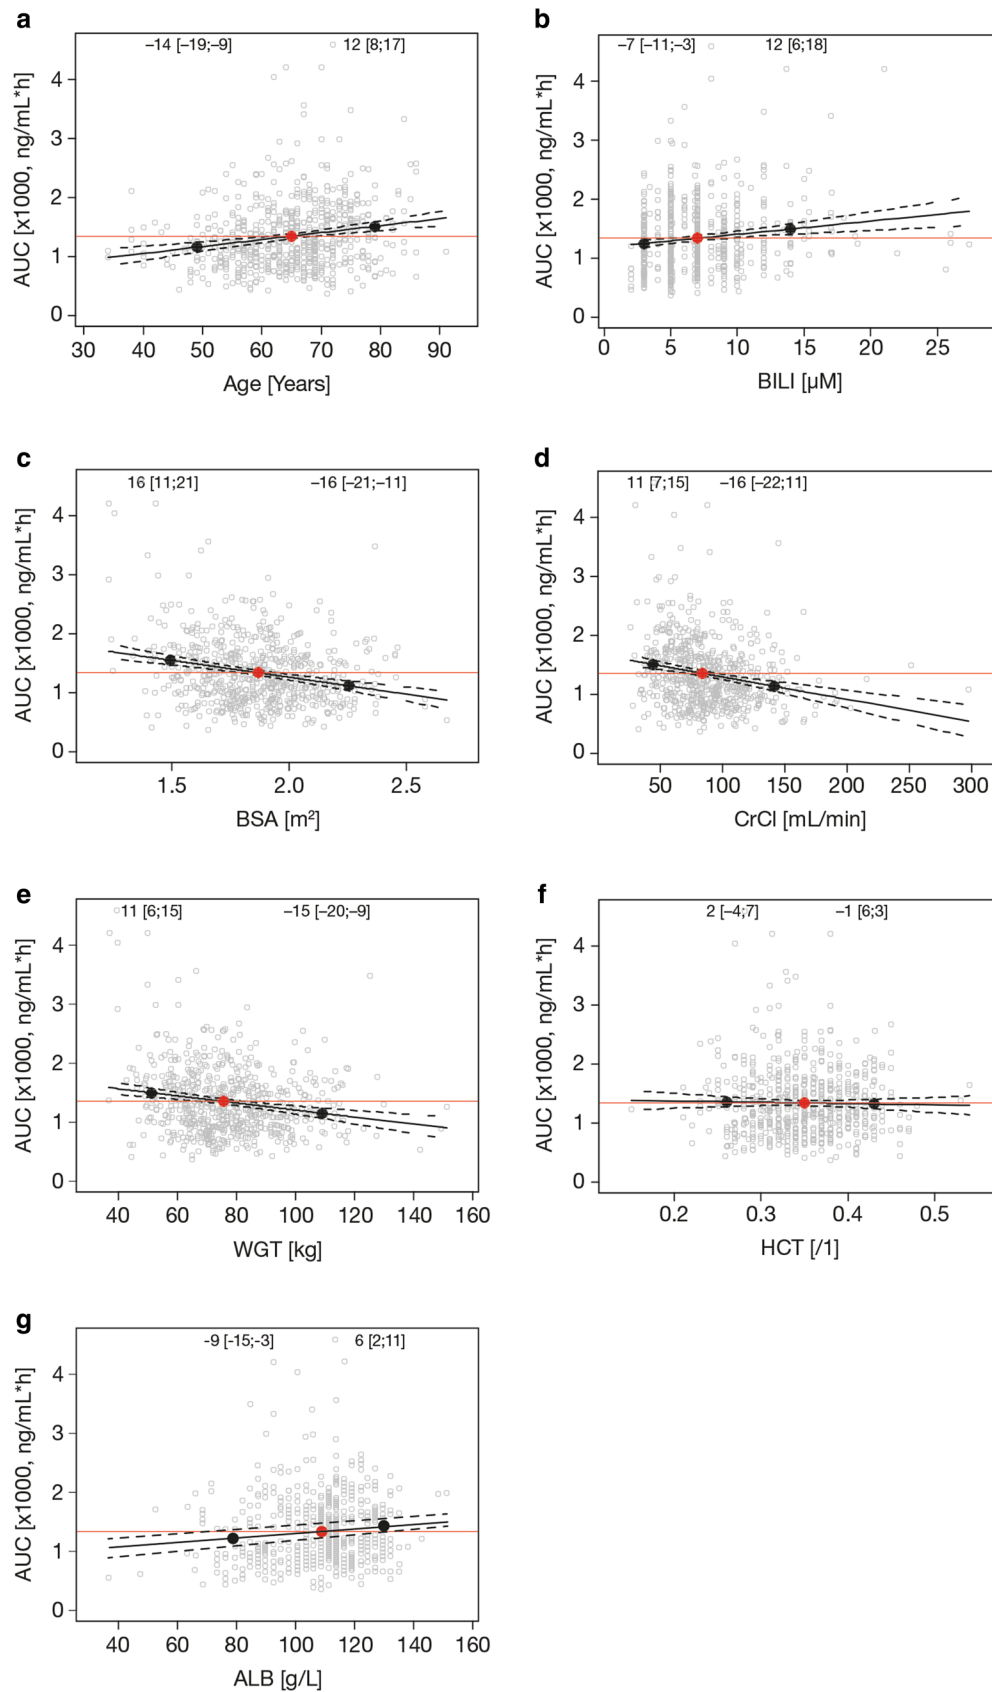 a
–14 [–19;–9] 12 [8;17]
AUC [x1000, ng/mL*h]
4
3
2
1
0
30 40 50 60 70 80 90
Age [Years]
b
–7 [–11;–3] 12 [6;18]
AUC [x1000, ng/mL*h]
4
3
2
1
0
0 5 10 15 20 25
BILI [µM]
c
16 [11;21] –16 [–21;–11]
AUC [x1000, ng/mL*h]
4
3
2
1
0
1.5 2.0 2.5
BSA [m²]
d
11 [7;15] –16 [–22;11]
AUC [x1000, ng/mL*h]
4
3
2
1
0
50 100 150 200 250 300
CrCl [mL/min]
e
11 [6;15] –15 [–20;–9]
AUC [x1000, ng/mL*h]
4
3
2
1
0
40 60 80 100 120 140 160
WGT [kg]
f
2 [–4;7] –1 [6;3]
AUC [x1000, ng/mL*h]
4
3
2
1
0
0.2 0.3 0.4 0.5
HCT [/1]
g
-9 [-15;-3] 6 [2;11]
AUC [x1000, ng/mL*h]
4
3
2
1
0
40 60 80 100 120 140 160
ALB [g/L]